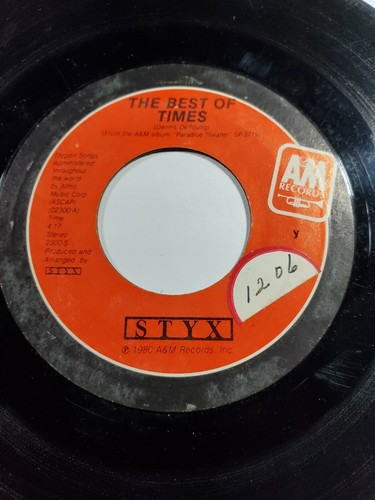 THE BEST OF
TIMES
(Dennis DeYoung)
(From the A&M album "Paradise Theater" SP-3719)
Stygian Songs
Administered
throughout
the world
by Almo
Music Corp.
(ASCAP)
(02300-A)
Time
4:17
Stereo
2300-S
Produced and
Arranged by
STYX
A&M
RECORDS
®
y
1206
STYX
℗ 1980 A&M Records, Inc.